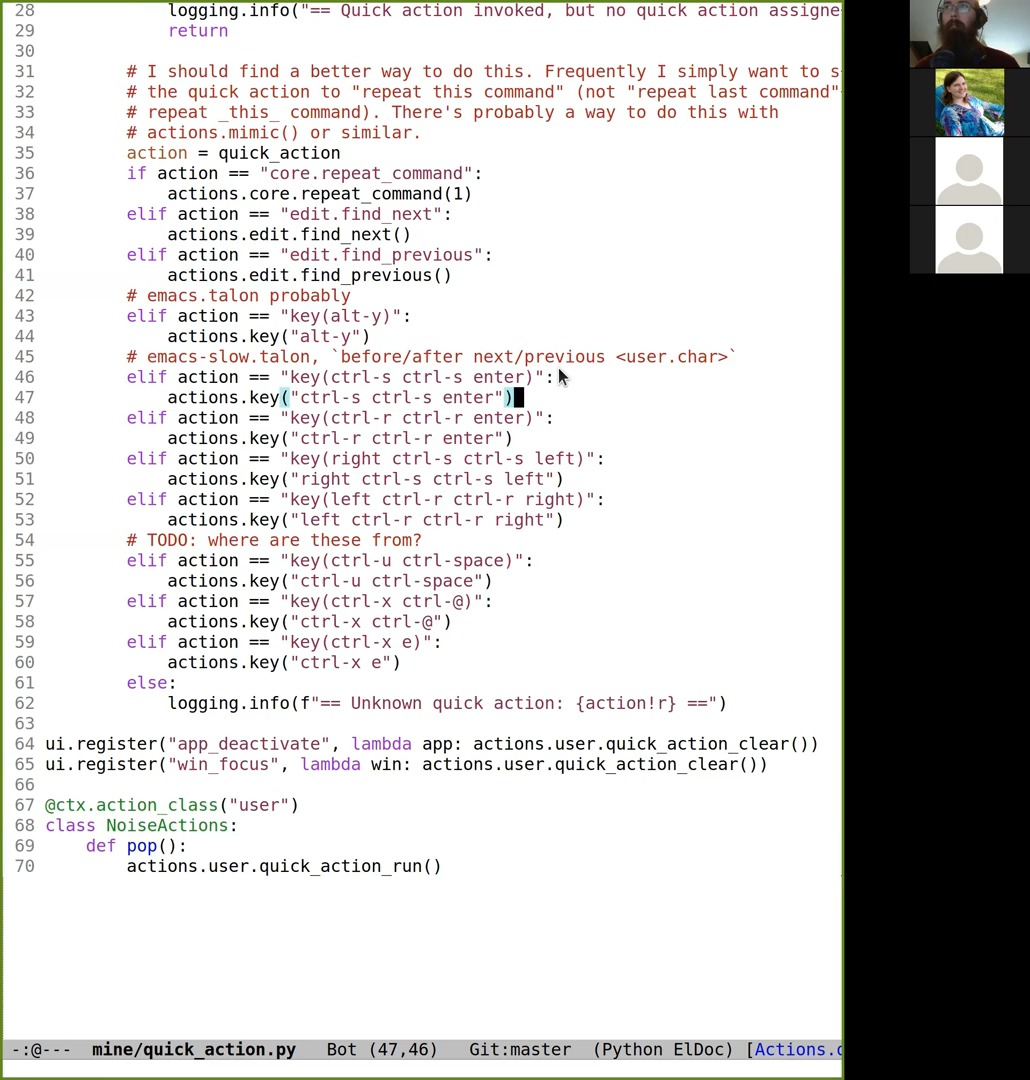 28             logging.info("== Quick action invoked, but no quick action assigne
29             return
30
31         # I should find a better way to do this. Frequently I simply want to s
32         # the quick action to "repeat this command" (not "repeat last command"
33         # repeat _this_ command). There's probably a way to do this with
34         # actions.mimic() or similar.
35         action = quick_action
36         if action == "core.repeat_command":
37             actions.core.repeat_command(1)
38         elif action == "edit.find_next":
39             actions.edit.find_next()
40         elif action == "edit.find_previous":
41             actions.edit.find_previous()
42         # emacs.talon probably
43         elif action == "key(alt-y)":
44             actions.key("alt-y")
45         # emacs-slow.talon, `before/after next/previous <user.char>`
46         elif action == "key(ctrl-s ctrl-s enter)":
47             actions.key("ctrl-s ctrl-s enter")
48         elif action == "key(ctrl-r ctrl-r enter)":
49             actions.key("ctrl-r ctrl-r enter")
50         elif action == "key(right ctrl-s ctrl-s left)":
51             actions.key("right ctrl-s ctrl-s left")
52         elif action == "key(left ctrl-r ctrl-r right)":
53             actions.key("left ctrl-r ctrl-r right")
54         # TODO: where are these from?
55         elif action == "key(ctrl-u ctrl-space)":
56             actions.key("ctrl-u ctrl-space")
57         elif action == "key(ctrl-x ctrl-@)":
58             actions.key("ctrl-x ctrl-@")
59         elif action == "key(ctrl-x e)":
60             actions.key("ctrl-x e")
61         else:
62             logging.info(f"== Unknown quick action: {action!r} ==")
63
64 ui.register("app_deactivate", lambda app: actions.user.quick_action_clear())
65 ui.register("win_focus", lambda win: actions.user.quick_action_clear())
66
67 @ctx.action_class("user")
68 class NoiseActions:
69     def pop():
70         actions.user.quick_action_run()
-:@---  mine/quick_action.py   Bot (47,46)   Git:master  (Python ElDoc) [Actions.